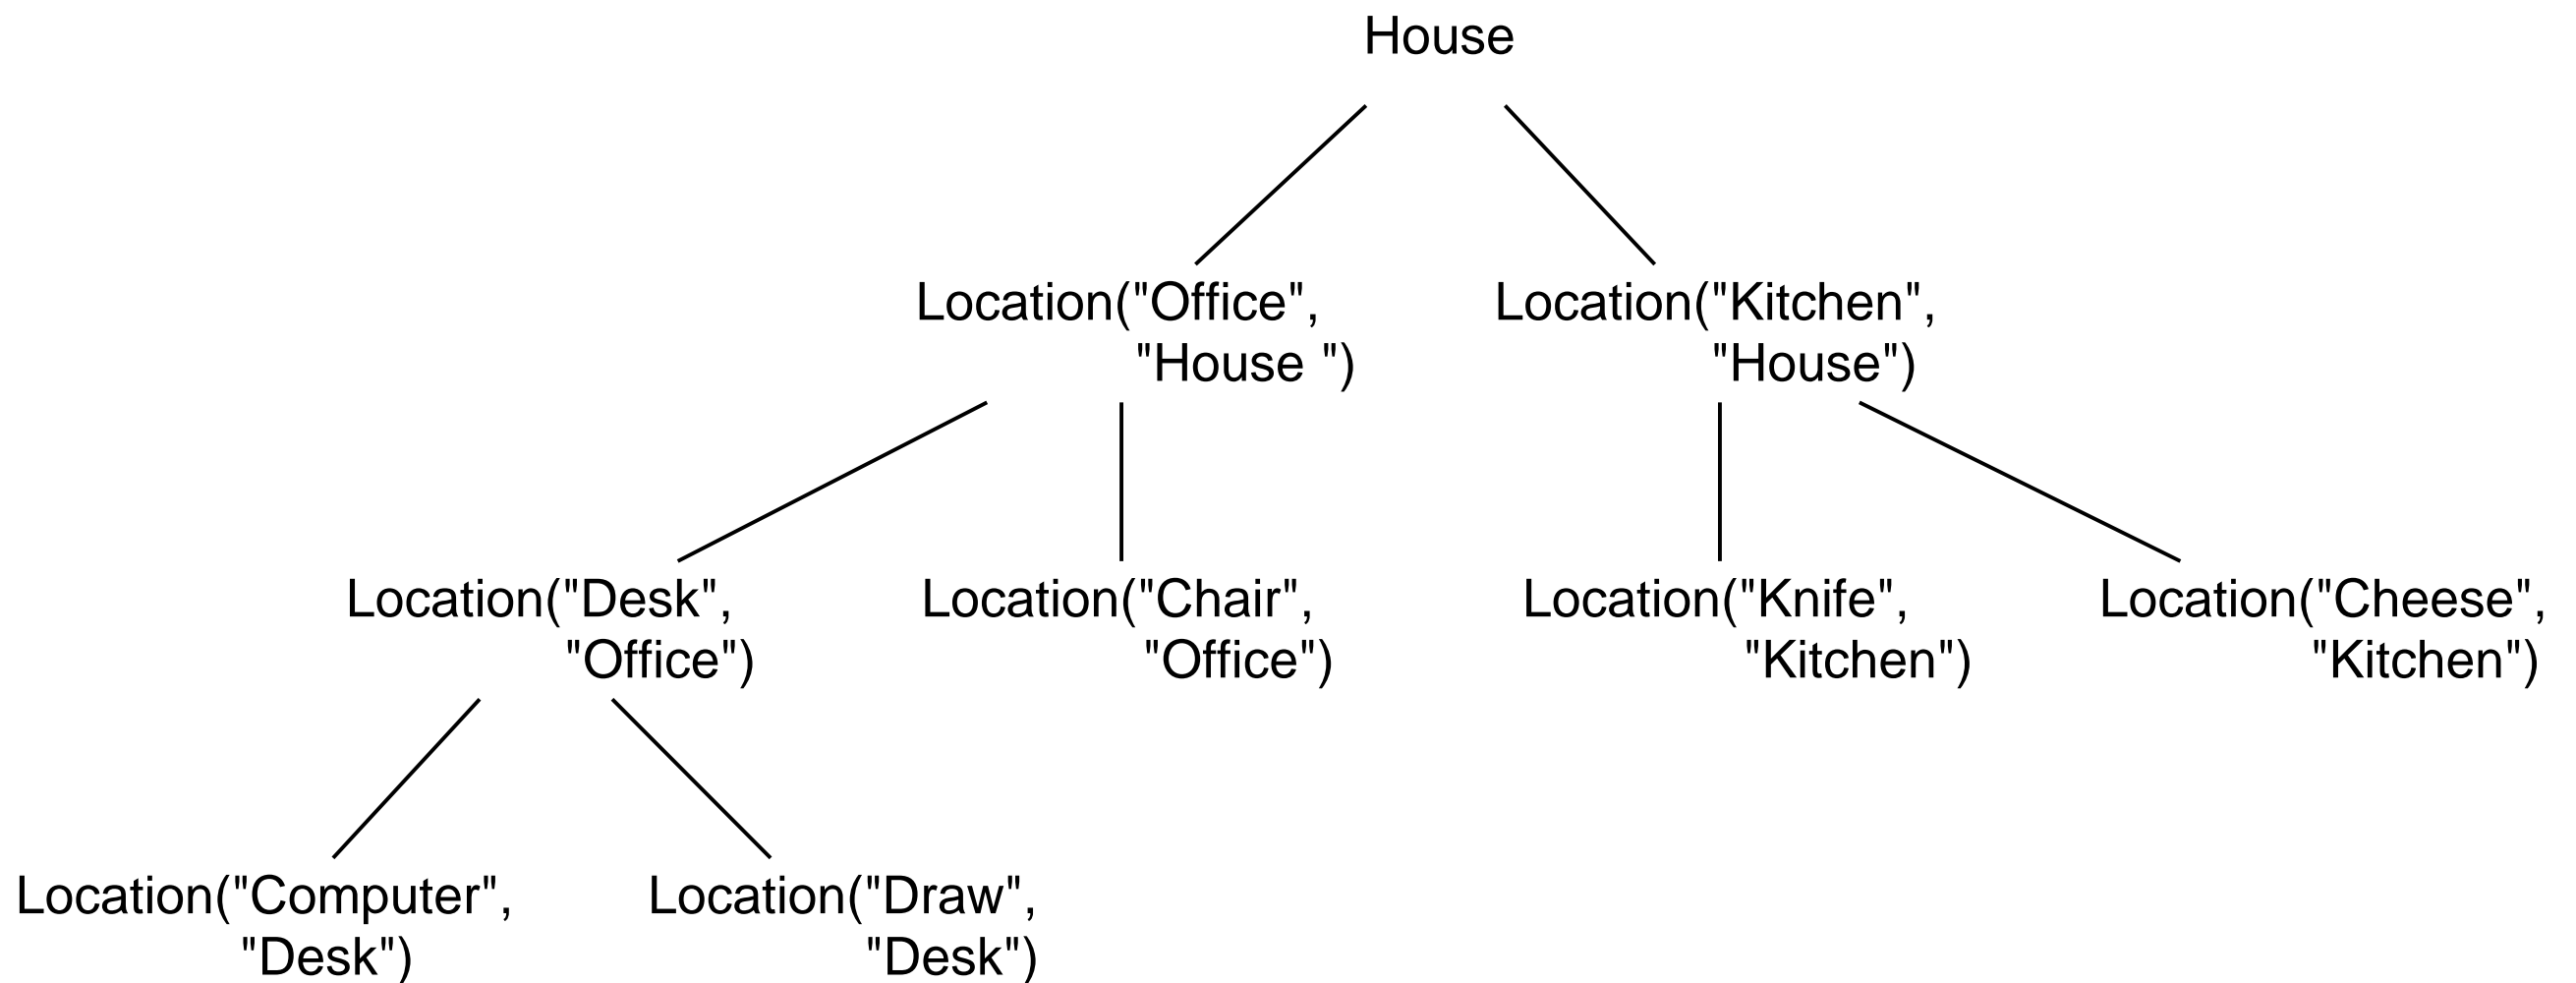 House
Location("Office",
"House ")
Location("Kitchen",
"House")
Location("Desk",
"Office")
Location("Chair",
"Office")
Location("Knife",
"Kitchen")
Location("Cheese",
"Kitchen")
Location("Computer",
"Desk")
Location("Draw",
"Desk")